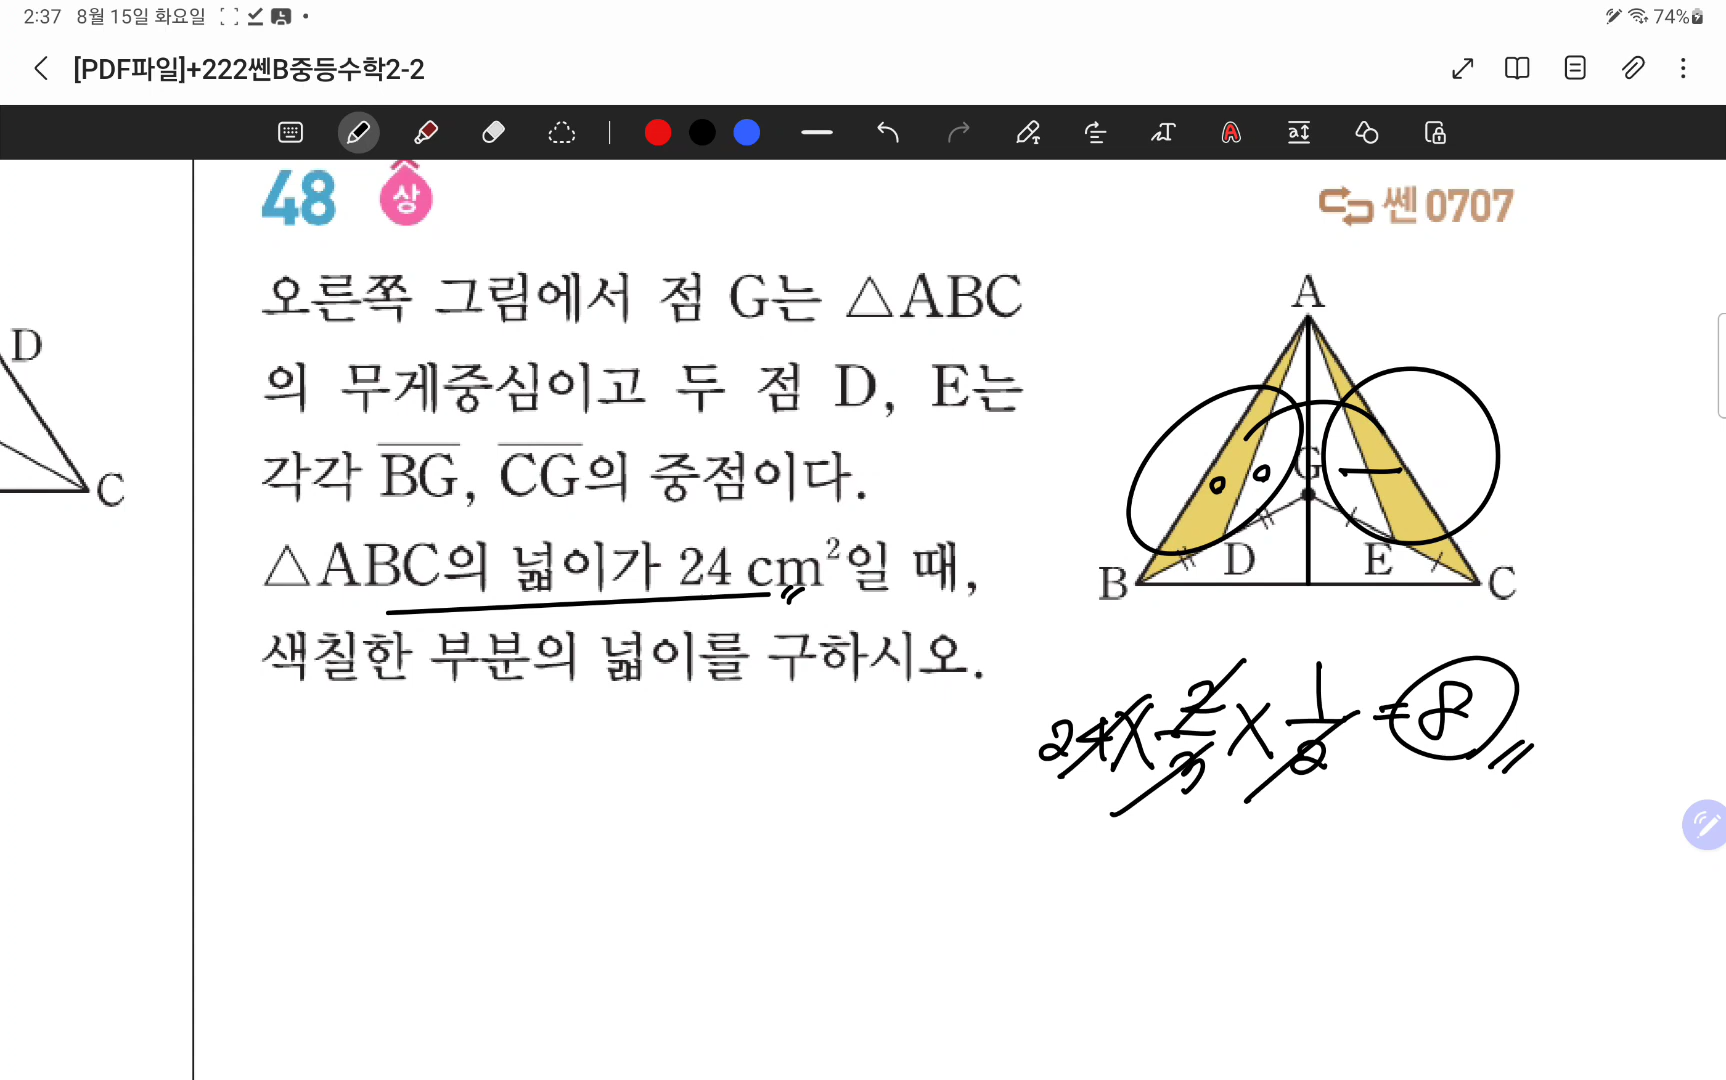 2:37 8월 15일 화요일
74%
[PDF파일]+222쎈B중등수학2-2
48 상
쎈 0707
오른쪽 그림에서 점 G는 △ABC
의 무게중심이고 두 점 D, E는
각각 B̅G̅, C̅G̅의 중점이다.
△ABC의 넓이가 24 cm²일 때,
색칠한 부분의 넓이를 구하시오.
A
G
B D E C
24×2/3×1/2=8
D
C